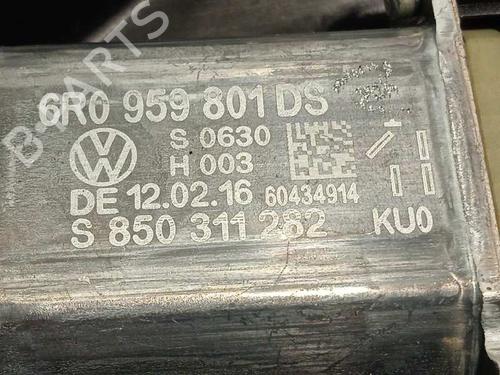 6R0 959 801 DS
S 0630
H 003
DE 12.02.16 60434914
S 850 311 282 KU0
B-PARTS